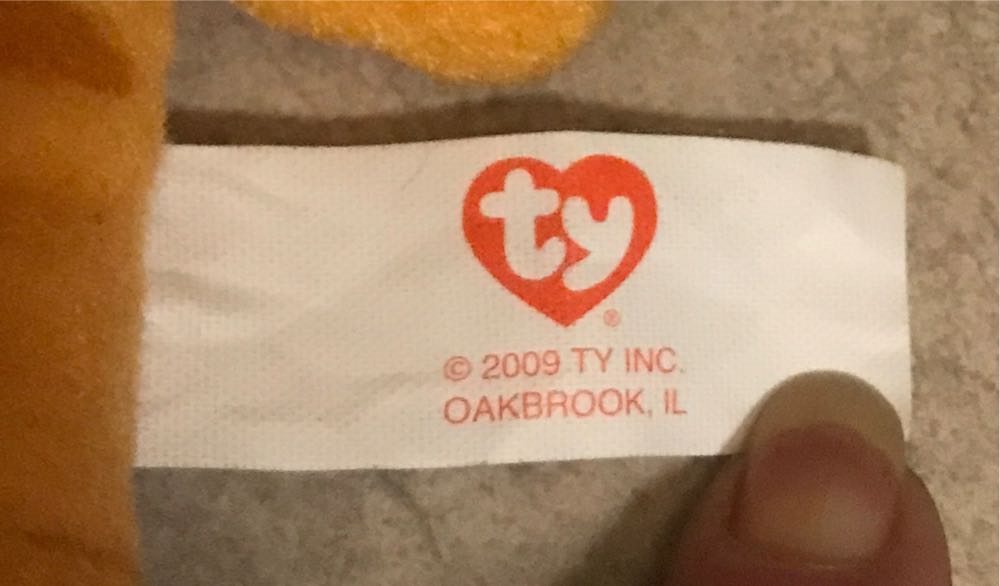 ty®
© 2009 TY INC.
OAKBROOK, IL